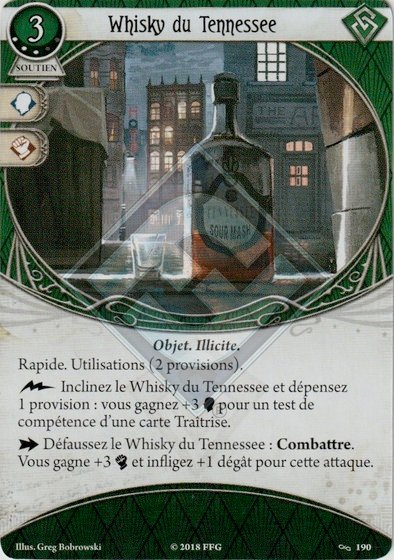 3
Whisky du Tennessee
SOUTIEN
THE
TENNESSEE
SOUR MASH
Objet. Illicite.
Rapide. Utilisations (2 provisions).
Inclinez le Whisky du Tennessee et dépensez
1 provision : vous gagnez +3 pour un test de
compétence d'une carte Traîtrise.
Défaussez le Whisky du Tennessee : Combattre.
Vous gagne +3 et infligez +1 dégât pour cette attaque.
Illus. Greg Bobrowski
© 2018 FFG
190